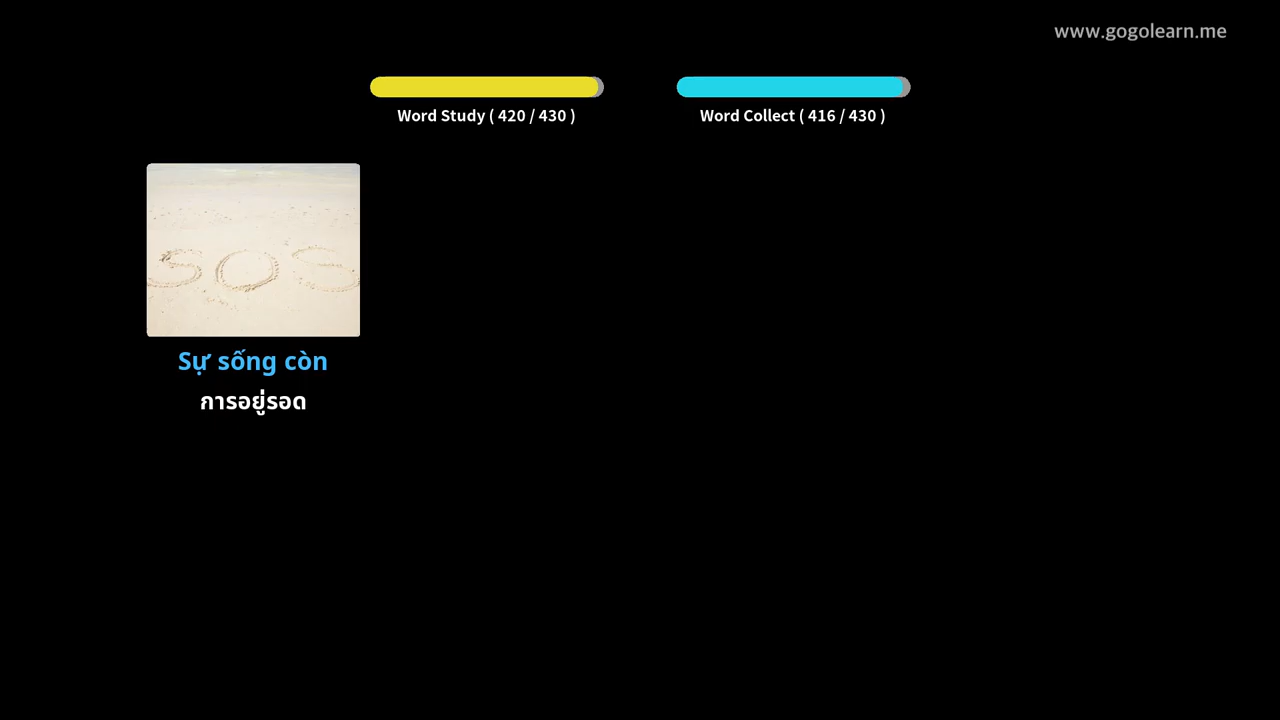 www.gogolearn.me
Word Study ( 420 / 430 )
Word Collect ( 416 / 430 )
SOS
Sự sống còn
การอยู่รอด